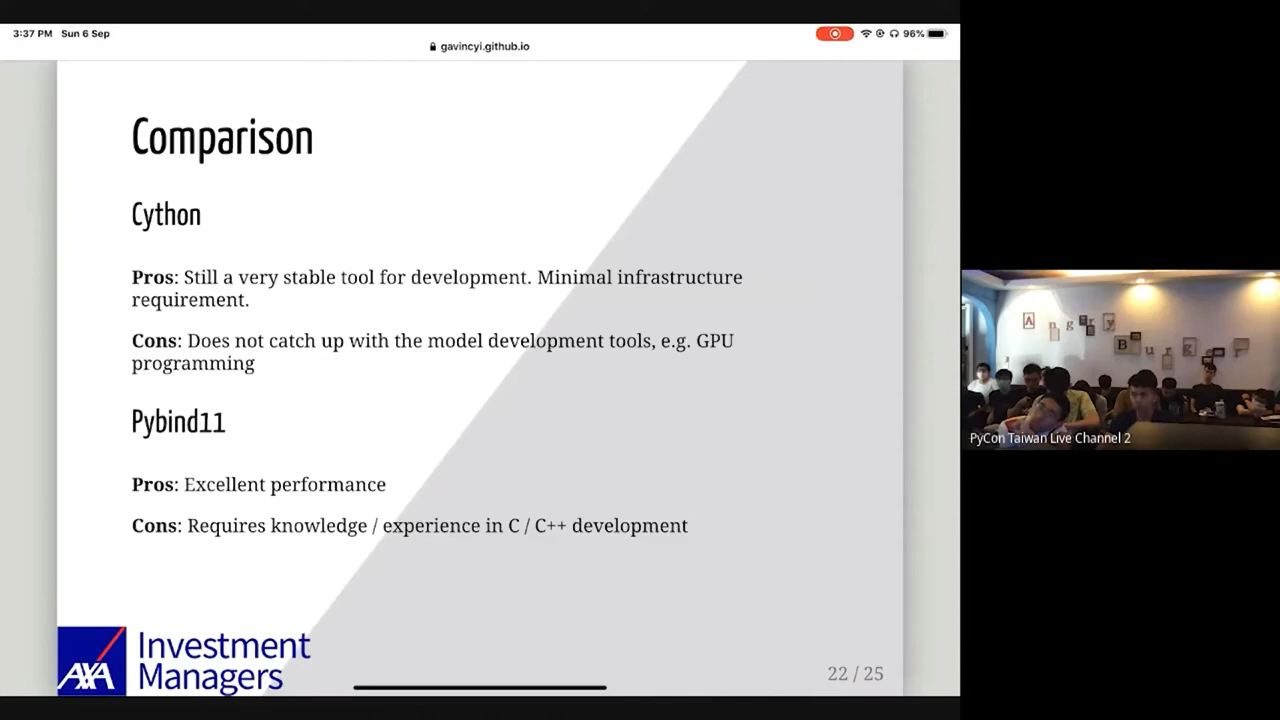 3:37 PM Sun 6 Sep
gavincyi.github.io
96%
Comparison
Cython
Pros: Still a very stable tool for development. Minimal infrastructure
requirement.
Cons: Does not catch up with the model development tools, e.g. GPU
programming
Pybind11
Pros: Excellent performance
Cons: Requires knowledge / experience in C / C++ development
AXA Investment
Managers
22 / 25
A n g r y
B u r g e r
PyCon Taiwan Live Channel 2